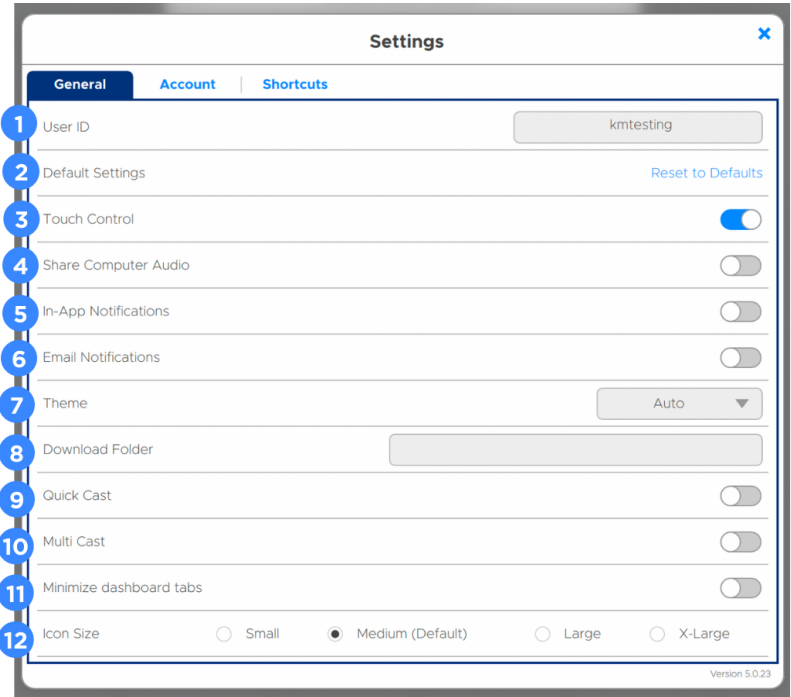 Settings
General Account Shortcuts
1 User ID kmtesting
2 Default Settings Reset to Defaults
3 Touch Control
4 Share Computer Audio
5 In-App Notifications
6 Email Notifications
7 Theme Auto
8 Download Folder
9 Quick Cast
10 Multi Cast
11 Minimize dashboard tabs
12 Icon Size Small Medium (Default) Large X-Large
Version 5.0.23